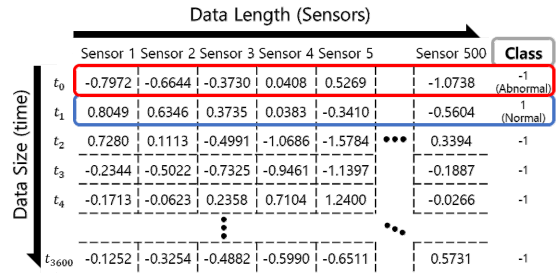 Data Length (Sensors)
Data Size (time)
Sensor 1 Sensor 2 Sensor 3 Sensor 4 Sensor 5 Sensor 500 Class
t0 -0.7972 -0.6644 -0.3730 0.0408 0.5269 -1.0738 -1 (Abnormal)
t1 0.8049 0.6346 0.3735 0.0383 -0.3410 -0.5604 1 (Normal)
t2 0.7280 0.1113 -0.4991 -1.0686 -1.5784 ••• 0.3394 -1
t3 -0.2344 -0.5022 -0.7325 -0.9461 -1.1397 -0.1887 -1
t4 -0.1713 -0.0623 0.2358 0.7104 1.2400 -0.0266 -1
t3600 -0.1252 -0.3254 -0.4882 -0.5990 -0.6511 0.5731 -1